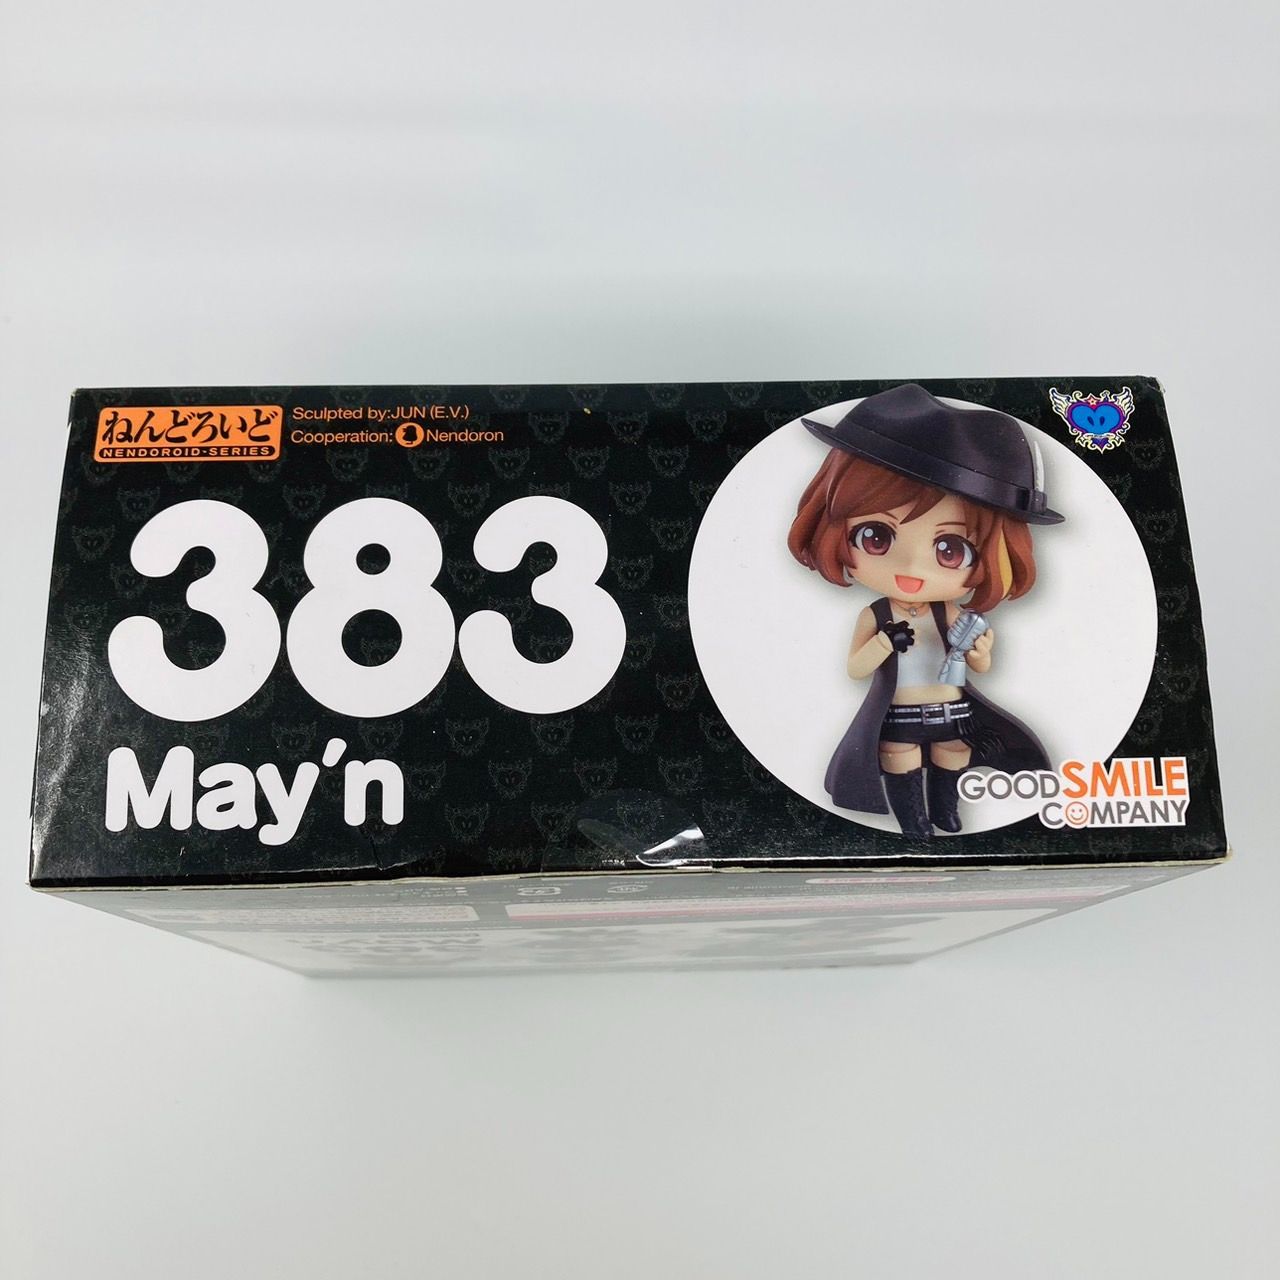 ねんどろいど
NENDOROID-SERIES
Sculpted by:JUN (E.V.)
Cooperation: Nendoron
383
May'n
GOOD SMILE
COMPANY